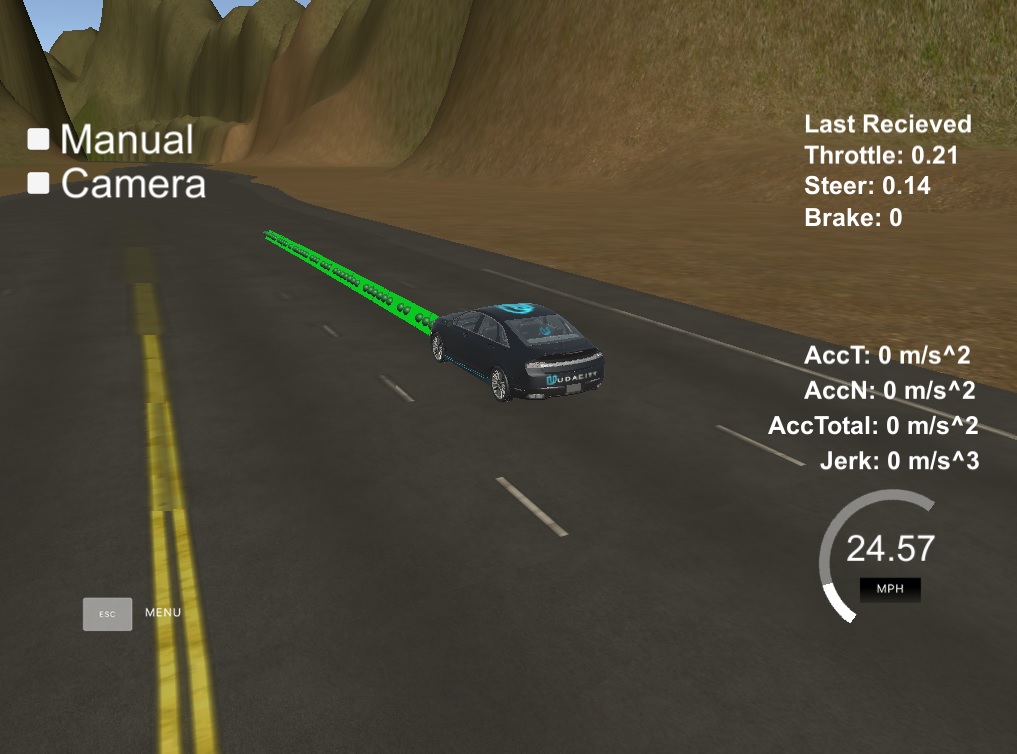 Manual
Camera
Last Recieved
Throttle: 0.21
Steer: 0.14
Brake: 0
UDACITY
AccT: 0 m/s^2
AccN: 0 m/s^2
AccTotal: 0 m/s^2
Jerk: 0 m/s^3
24.57
MPH
ESC
MENU